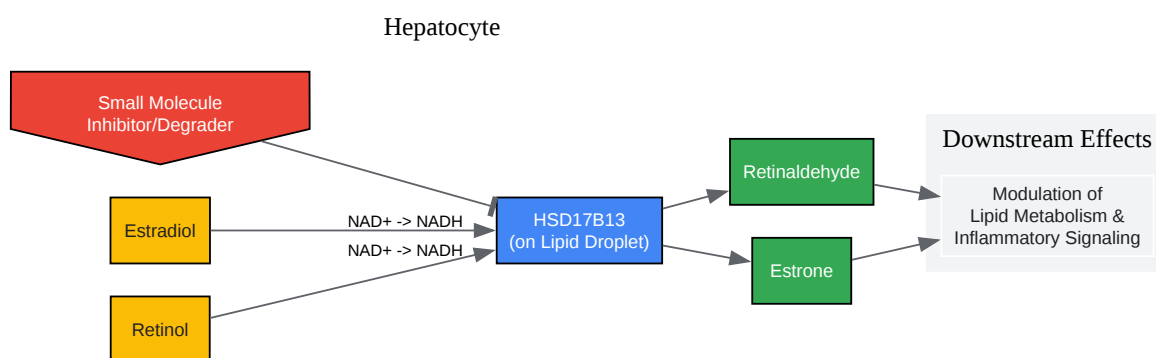 Hepatocyte
Small Molecule
Inhibitor/Degrader
Estradiol
Retinol
NAD+ -> NADH
NAD+ -> NADH
HSD17B13
(on Lipid Droplet)
Retinaldehyde
Estrone
Downstream Effects
Modulation of
Lipid Metabolism &
Inflammatory Signaling